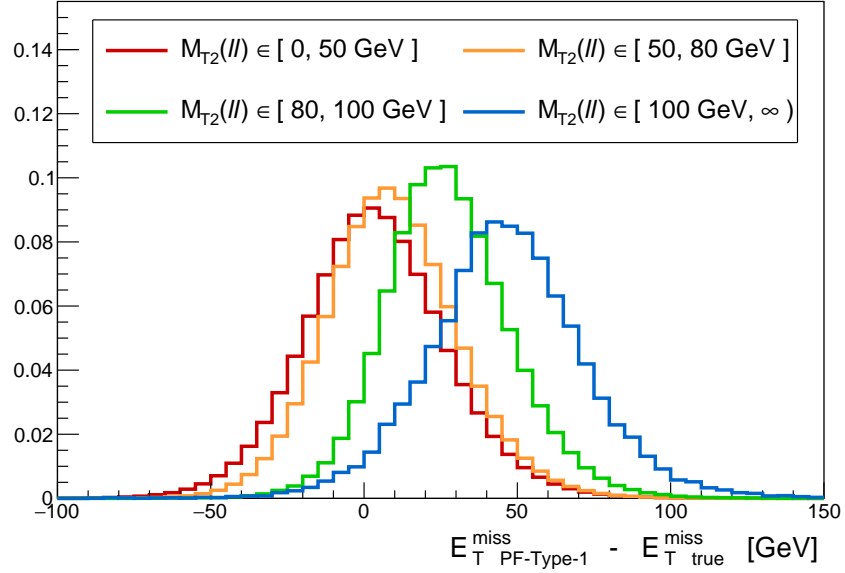 0.14
0.12
0.1
0.08
0.06
0.04
0.02
0
M_T2(ll) ∈ [ 0, 50 GeV ] M_T2(ll) ∈ [ 50, 80 GeV ]
M_T2(ll) ∈ [ 80, 100 GeV ] M_T2(ll) ∈ [ 100 GeV, ∞ )
−100 −50 0 50 100 150
E_T^miss PF-Type-1 - E_T^miss true [GeV]